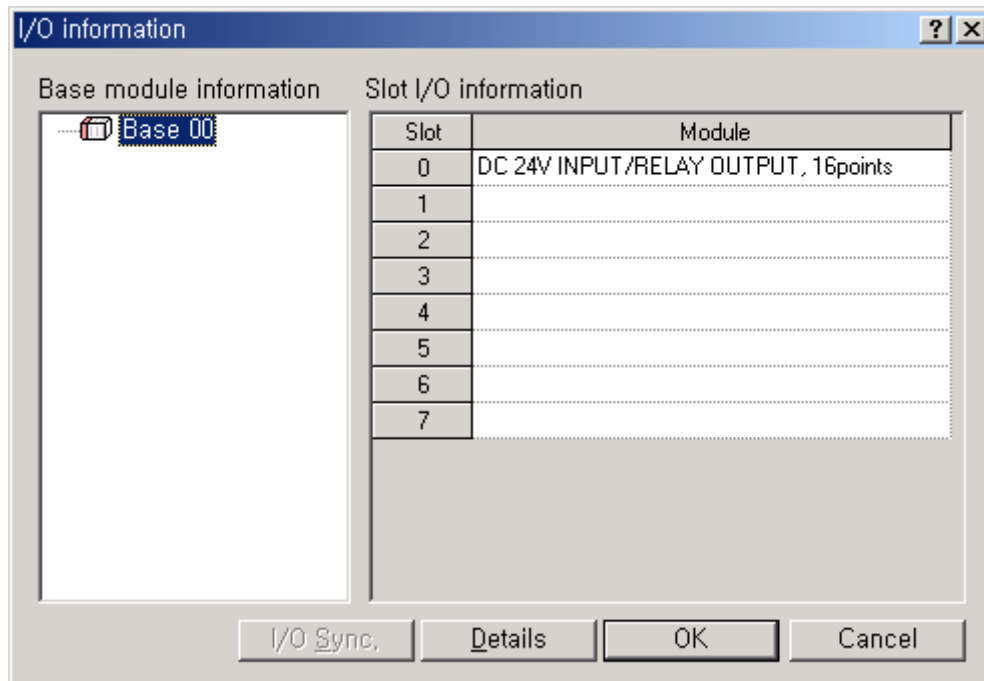 I/O information
Base module information
Base 00
Slot I/O information
Slot Module
0 DC 24V INPUT/RELAY OUTPUT, 16points
1
2
3
4
5
6
7
I/O Sync. Details OK Cancel